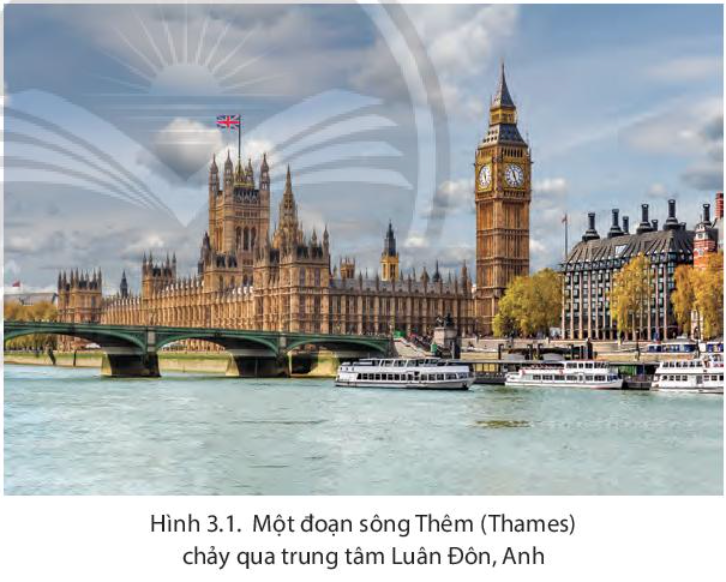 Hình 3.1. Một đoạn sông Thêm (Thames)
chảy qua trung tâm Luân Đôn, Anh